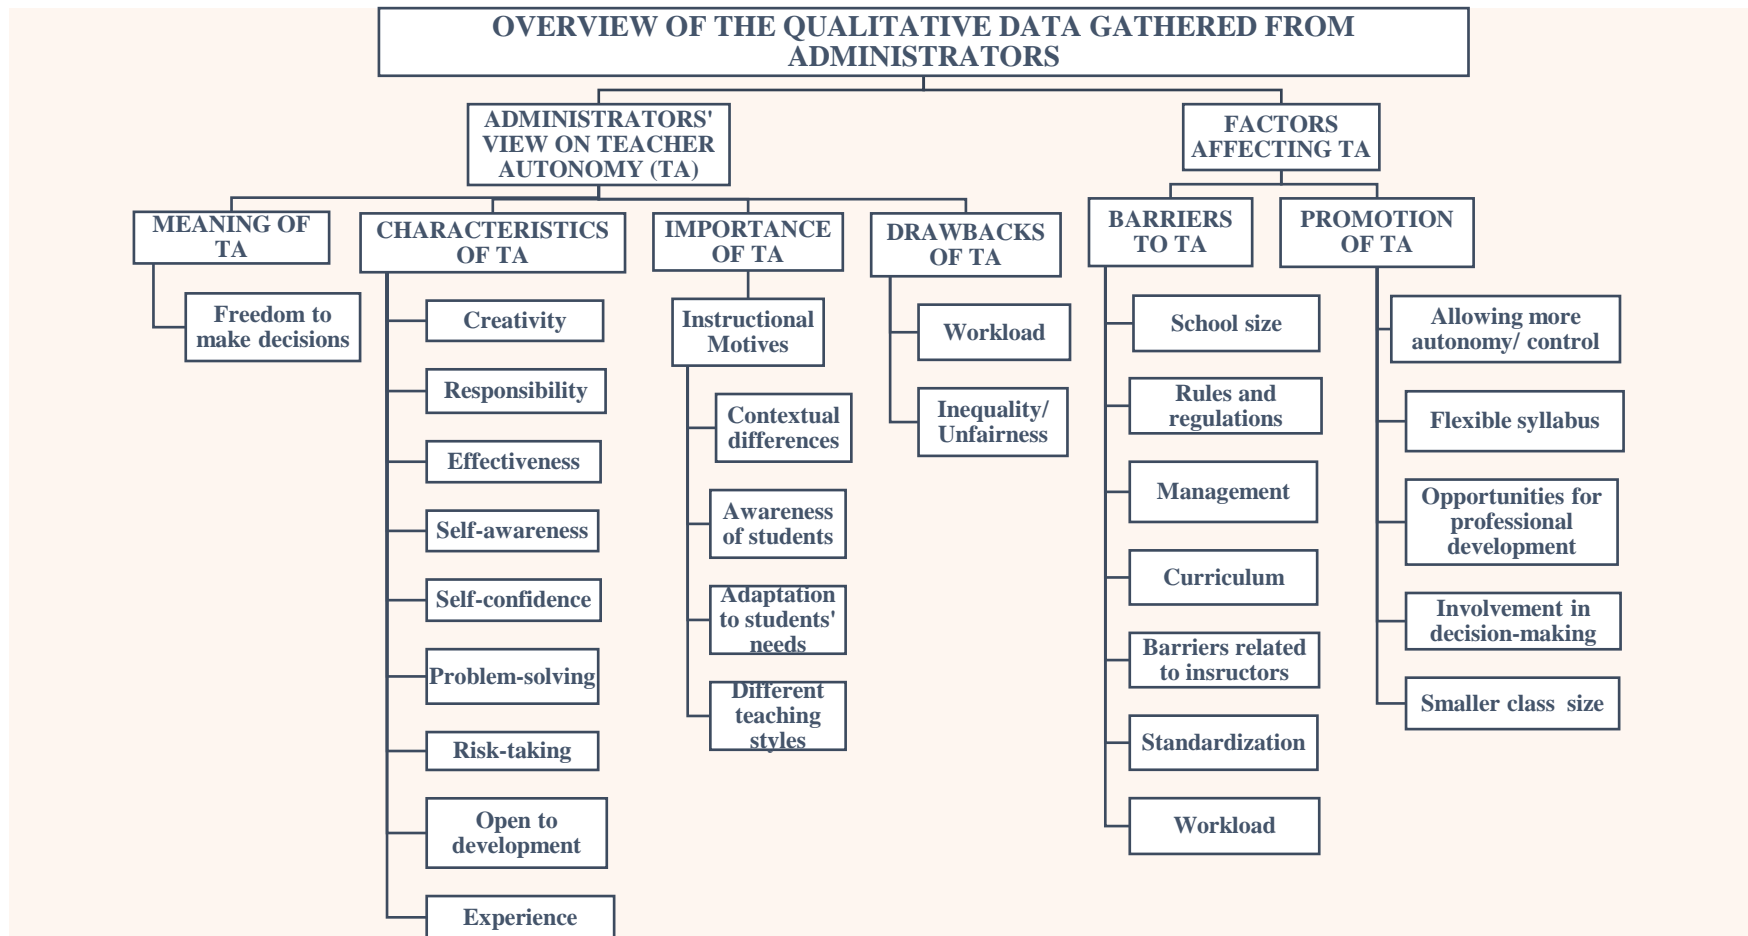 OVERVIEW OF THE QUALITATIVE DATA GATHERED FROM
ADMINISTRATORS
ADMINISTRATORS'
VIEW ON TEACHER
AUTONOMY (TA)
MEANING OF
TA
Freedom to
make decisions
CHARACTERISTICS
OF TA
Creativity
Responsibility
Effectiveness
Self-awareness
Self-confidence
Problem-solving
Risk-taking
Open to
development
Experience
IMPORTANCE
OF TA
Instructional
Motives
Contextual
differences
Awareness
of students
Adaptation
to students'
needs
Different
teaching
styles
DRAWBACKS
OF TA
Workload
Inequality/
Unfairness
FACTORS
AFFECTING TA
BARRIERS
TO TA
School size
Rules and
regulations
Management
Curriculum
Barriers related
to insructors
Standardization
Workload
PROMOTION
OF TA
Allowing more
autonomy/ control
Flexible syllabus
Opportunities for
professional
development
Involvement in
decision-making
Smaller class  size